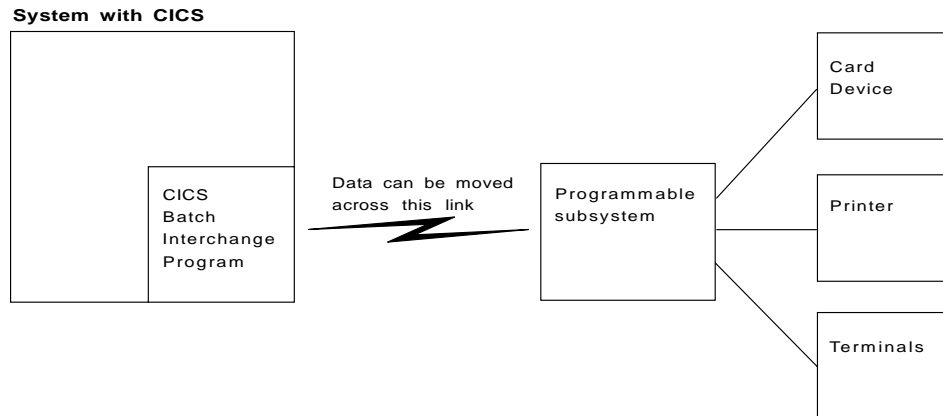 System with CICS
CICS
Batch
Interchange
Program
Data can be moved
across this link
Programmable
subsystem
Card
Device
Printer
Terminals